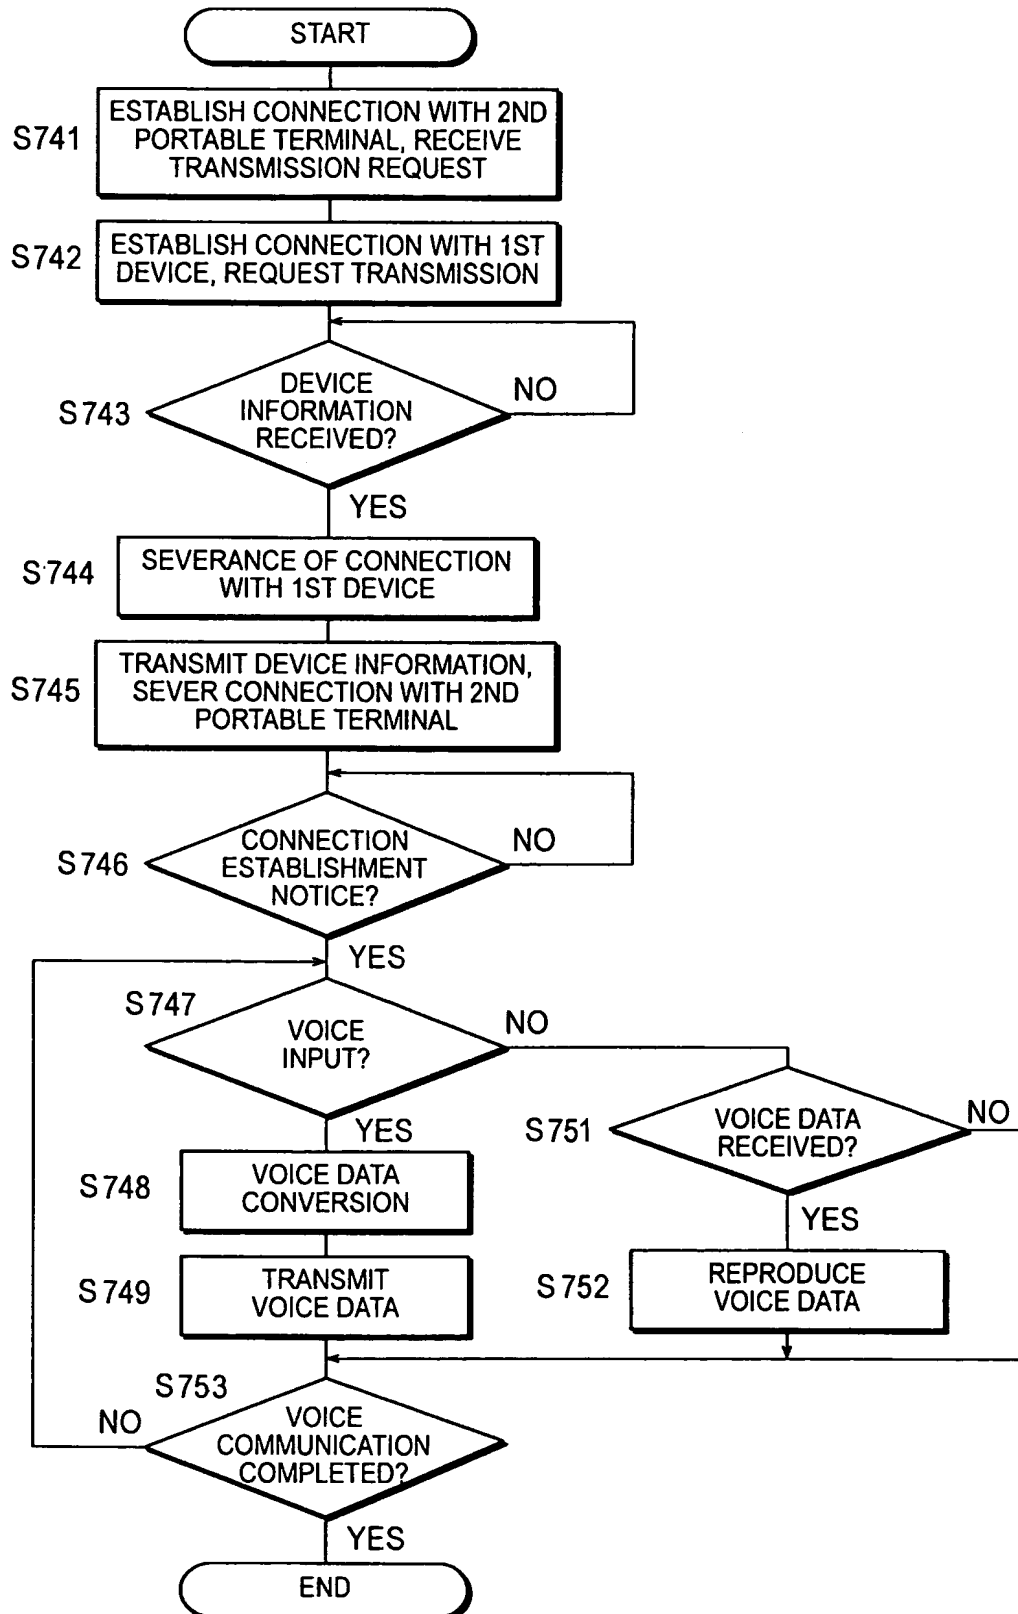 START
S741
ESTABLISH CONNECTION WITH 2ND
PORTABLE TERMINAL, RECEIVE
TRANSMISSION REQUEST
S742
ESTABLISH CONNECTION WITH 1ST
DEVICE, REQUEST TRANSMISSION
S743
DEVICE
INFORMATION
RECEIVED?
NO
YES
S744
SEVERANCE OF CONNECTION
WITH 1ST DEVICE
S745
TRANSMIT DEVICE INFORMATION,
SEVER CONNECTION WITH 2ND
PORTABLE TERMINAL
S746
CONNECTION
ESTABLISHMENT
NOTICE?
NO
YES
S747
VOICE
INPUT?
NO
YES
S751
VOICE DATA
RECEIVED?
NO
YES
S748
VOICE DATA
CONVERSION
S749
TRANSMIT
VOICE DATA
S752
REPRODUCE
VOICE DATA
S753
VOICE
COMMUNICATION
COMPLETED?
NO
YES
END